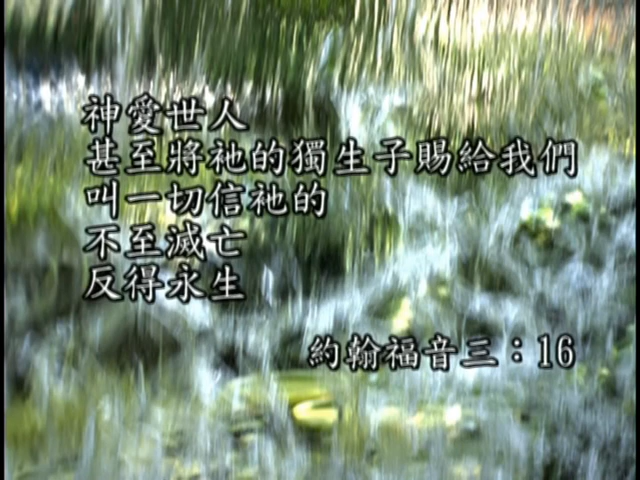 神愛世人
甚至將祂的獨生子賜給我們
叫一切信祂的
不至滅亡
反得永生
約翰福音三：16